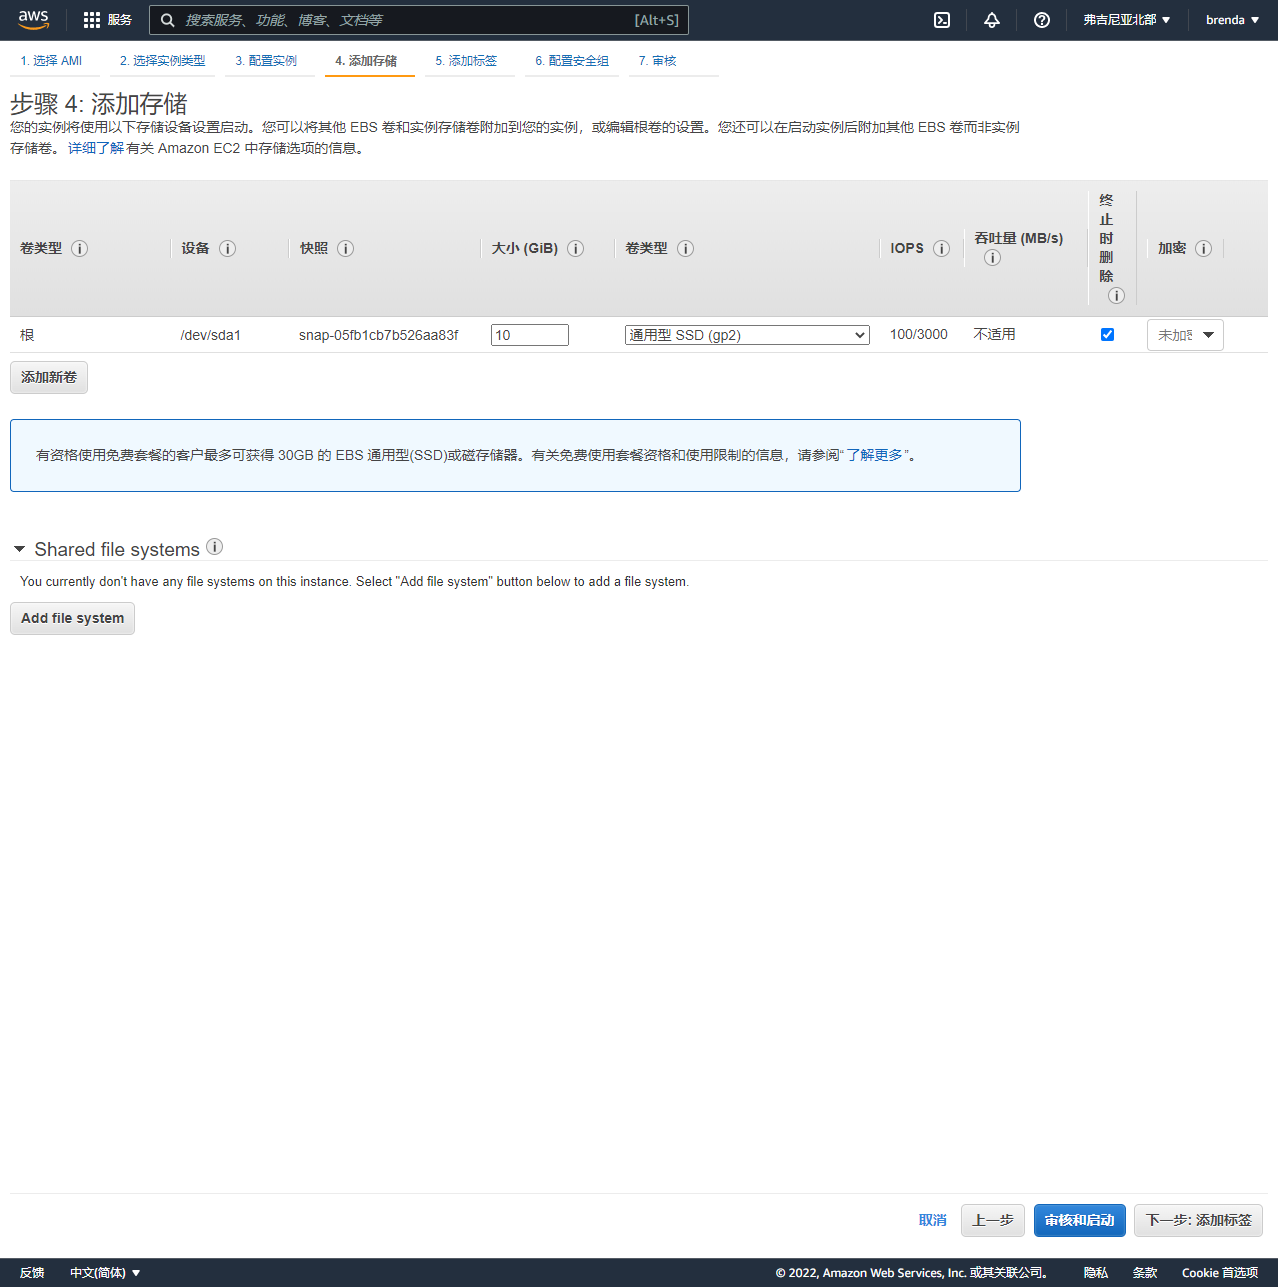 aws 服务 搜索服务、功能、博客、文档等 [Alt+S] 弗吉尼亚北部 brenda
1. 选择 AMI 2. 选择实例类型 3. 配置实例 4. 添加存储 5. 添加标签 6. 配置安全组 7. 审核
步骤 4: 添加存储
您的实例将使用以下存储设备设置启动。您可以将其他 EBS 卷和实例存储卷附加到您的实例，或编辑根卷的设置。您还可以在启动实例后附加其他 EBS 卷而非实例
存储卷。 详细了解有关 Amazon EC2 中存储选项的信息。
卷类型 设备 快照 大小 (GiB) 卷类型 IOPS 吞吐量 (MB/s) 终止时删除 加密
根 /dev/sda1 snap-05fb1cb7b526aa83f 10 通用型 SSD (gp2) 100/3000 不适用 未加
添加新卷
有资格使用免费套餐的客户最多可获得 30GB 的 EBS 通用型(SSD)或磁存储器。有关免费使用套餐资格和使用限制的信息，请参阅“了解更多”。
Shared file systems
You currently don't have any file systems on this instance. Select "Add file system" button below to add a file system.
Add file system
取消 上一步 审核和启动 下一步: 添加标签
反馈 中文(简体) © 2022, Amazon Web Services, Inc. 或其关联公司。 隐私 条款 Cookie 首选项